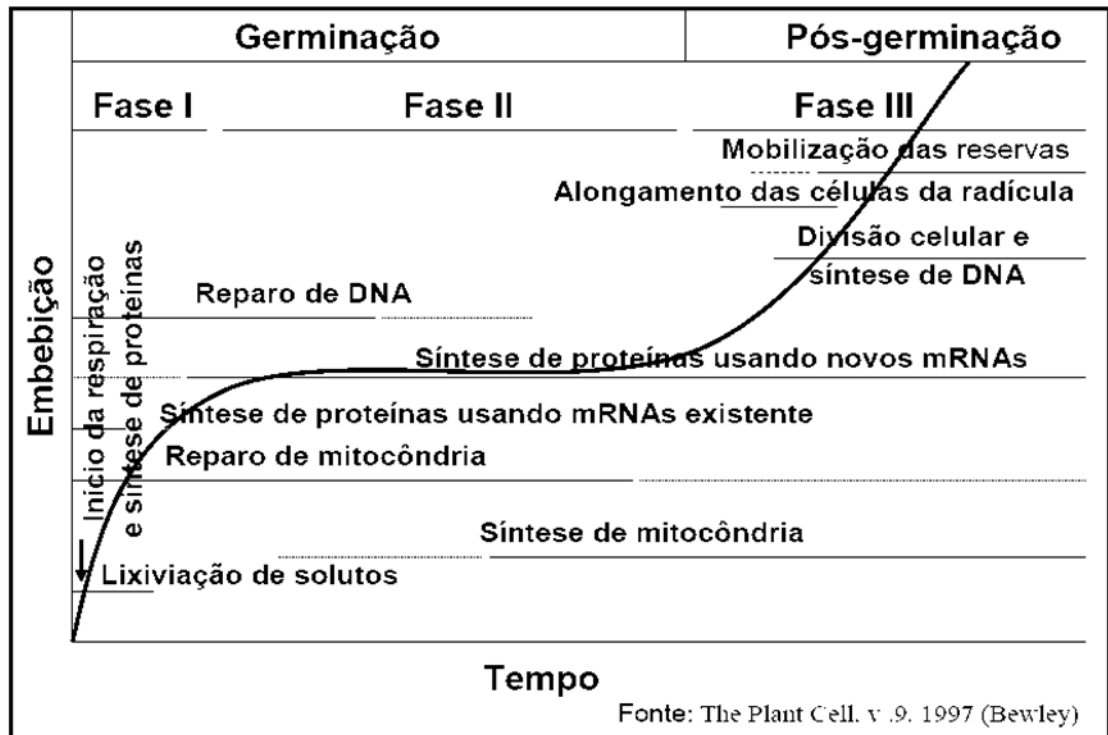 Germinação
Pós-germinação
Fase I
Fase II
Fase III
Mobilização das reservas
Alongamento das células da radícula
Divisão celular e
síntese de DNA
Embebição
Início da respiração
e síntese de proteínas
Reparo de DNA
Síntese de proteínas usando novos mRNAs
Síntese de proteínas usando mRNAs existente
Reparo de mitocôndria
Síntese de mitocôndria
Lixiviação de solutos
Tempo
Fonte: The Plant Cell. v .9. 1997 (Bewley)